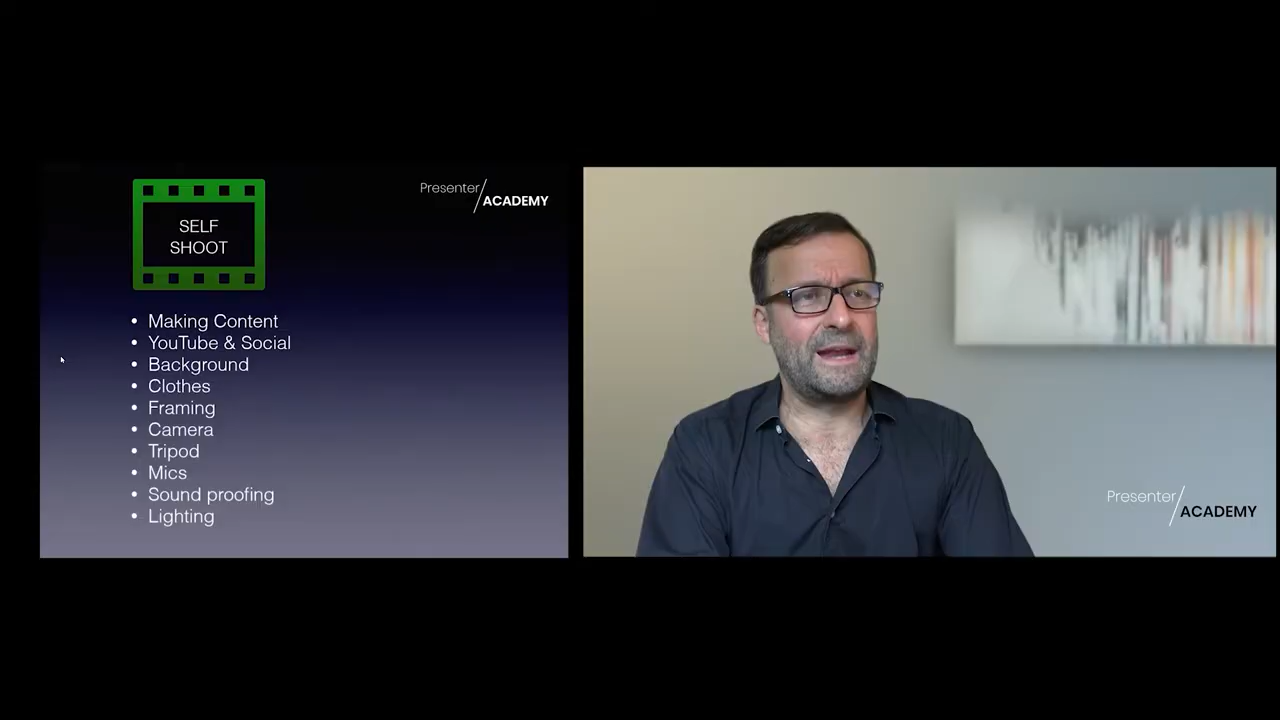 SELF
SHOOT
Presenter
ACADEMY
• Making Content
• YouTube & Social
• Background
• Clothes
• Framing
• Camera
• Tripod
• Mics
• Sound proofing
• Lighting
Presenter
ACADEMY